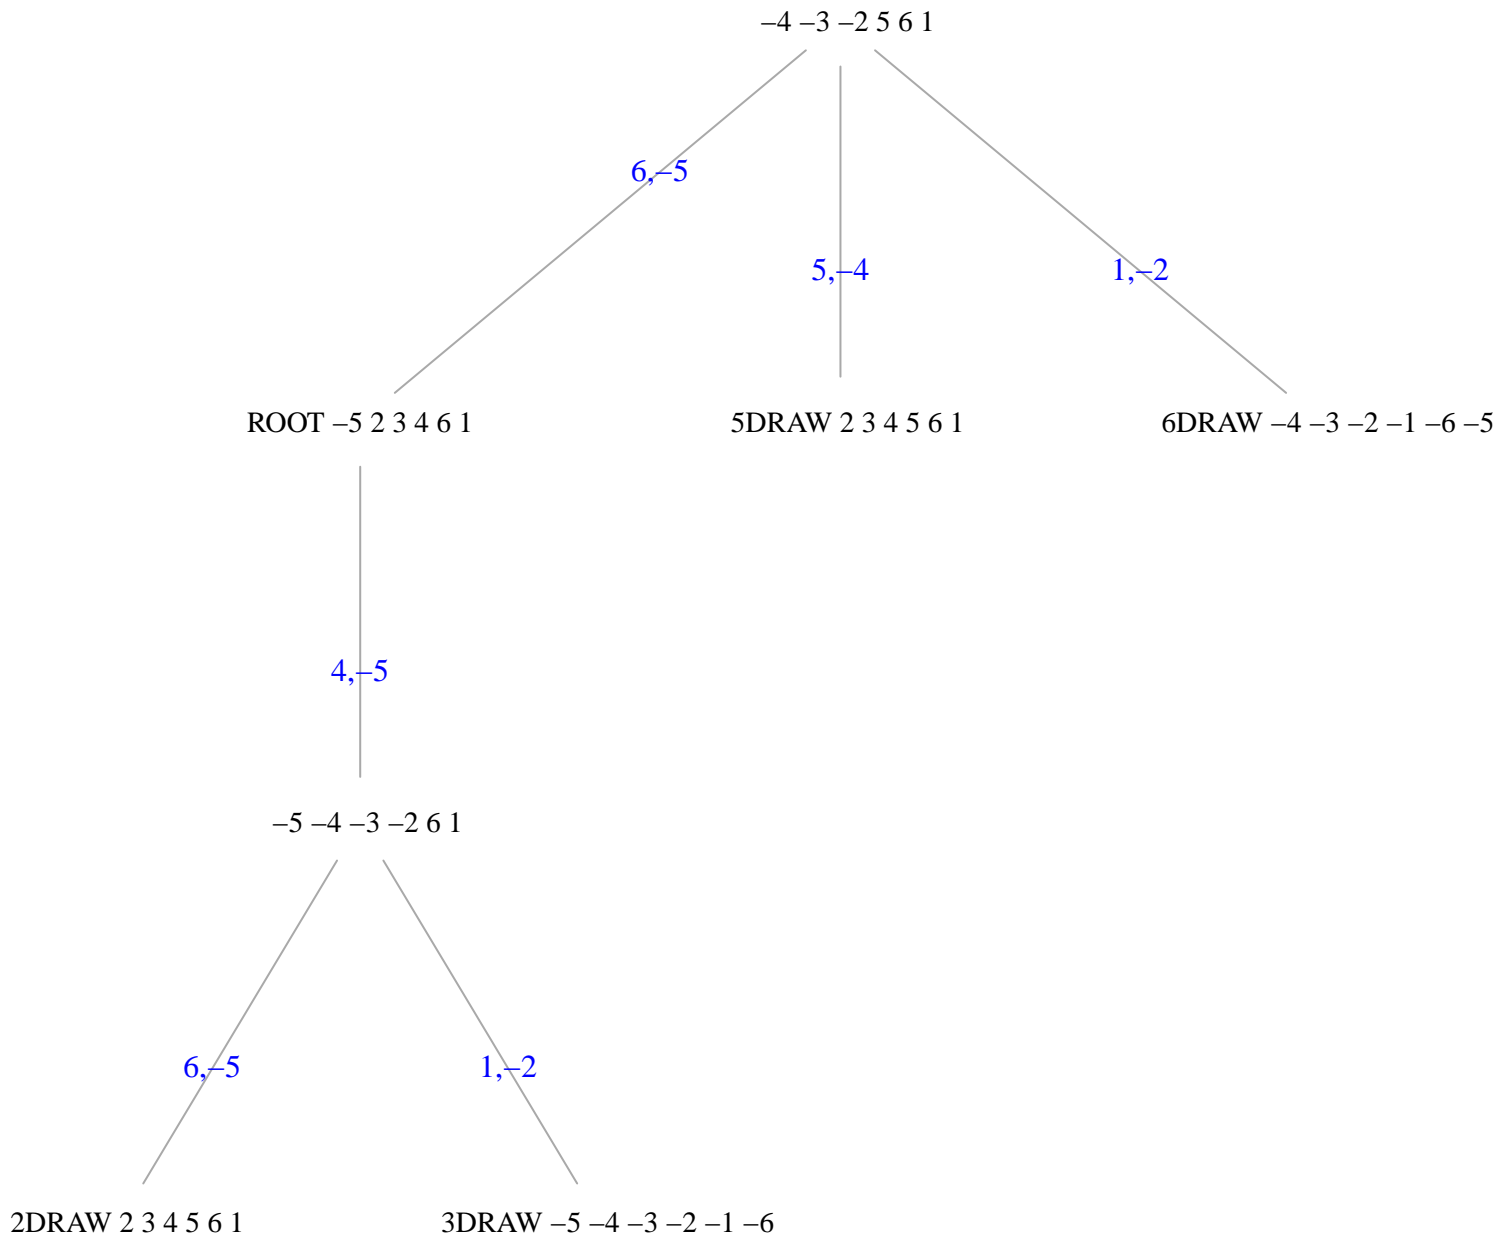 –4 –3 –2 5 6 1
6,–5
5,–4
1,–2
ROOT –5 2 3 4 6 1
5DRAW 2 3 4 5 6 1
6DRAW –4 –3 –2 –1 –6 –5
4,–5
–5 –4 –3 –2 6 1
6,–5
1,–2
2DRAW 2 3 4 5 6 1
3DRAW –5 –4 –3 –2 –1 –6